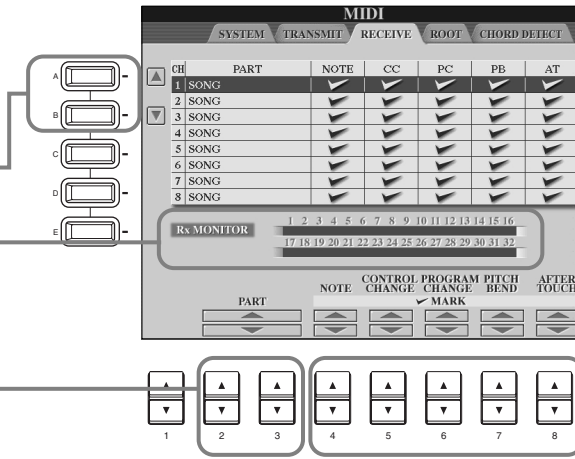 MIDI
SYSTEM TRANSMIT RECEIVE ROOT CHORD DETECT
CH PART NOTE CC PC PB AT
1 SONG
2 SONG
3 SONG
4 SONG
5 SONG
6 SONG
7 SONG
8 SONG
A
B
C
D
E
Rx MONITOR
1 2 3 4 5 6 7 8 9 10 11 12 13 14 15 16
17 18 19 20 21 22 23 24 25 26 27 28 29 30 31 32
PART NOTE CONTROL CHANGE PROGRAM CHANGE PITCH BEND AFTER TOUCH
MARK
1 2 3 4 5 6 7 8